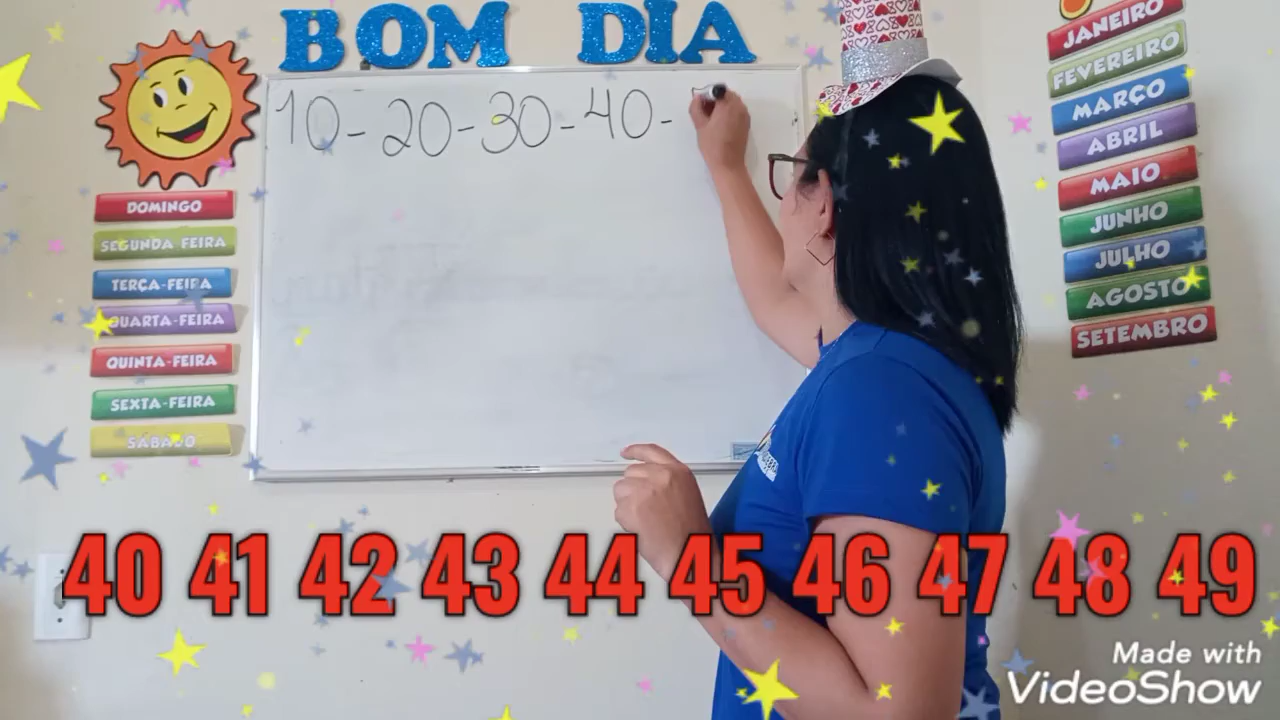 BOM DIA
10-20-30-40-
DOMINGO
SEGUNDA FEIRA
TERÇA-FEIRA
QUARTA-FEIRA
QUINTA-FEIRA
SEXTA-FEIRA
SÁBADO
JANEIRO
FEVEREIRO
MARÇO
ABRIL
MAIO
JUNHO
JULHO
AGOSTO
SETEMBRO
40 41 42 43 44 45 46 47 48 49
Made with
VideoShow